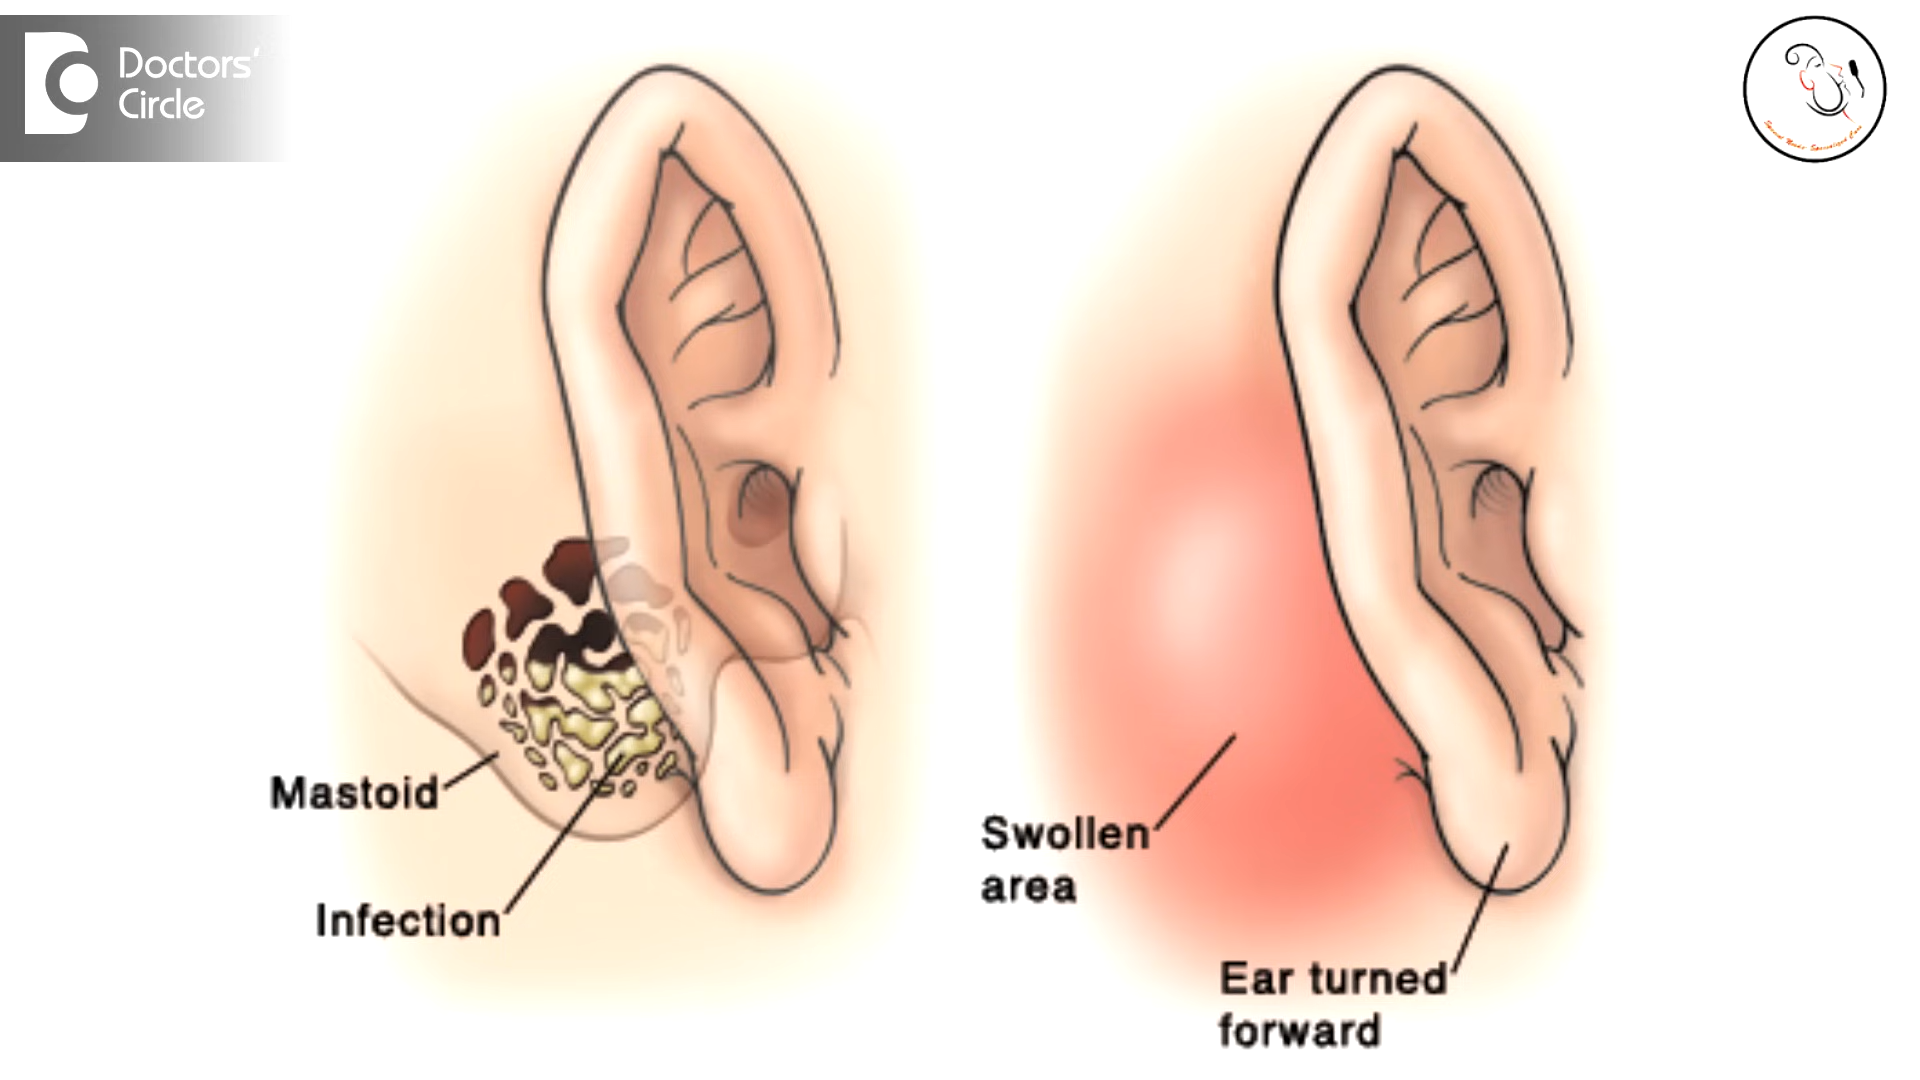 Doctors'
Circle
Mastoid
Infection
Swollen
area
Ear turned
forward